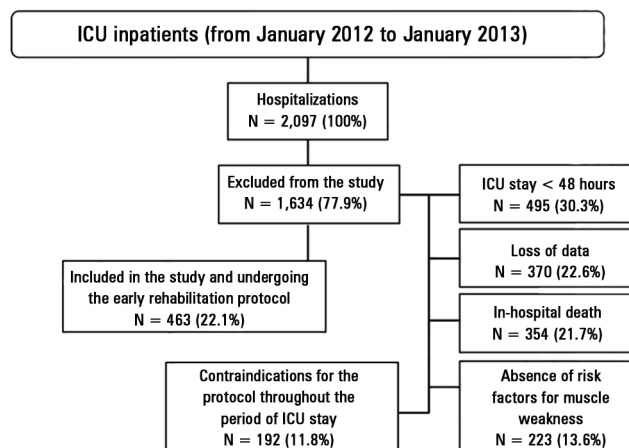 ICU inpatients (from January 2012 to January 2013)
Hospitalizations
N = 2,097 (100%)
Excluded from the study
N = 1,634 (77.9%)
ICU stay < 48 hours
N = 495 (30.3%)
Loss of data
N = 370 (22.6%)
Included in the study and undergoing
the early rehabilitation protocol
N = 463 (22.1%)
In-hospital death
N = 354 (21.7%)
Contraindications for the
protocol throughout the
period of ICU stay
N = 192 (11.8%)
Absence of risk
factors for muscle
weakness
N = 223 (13.6%)